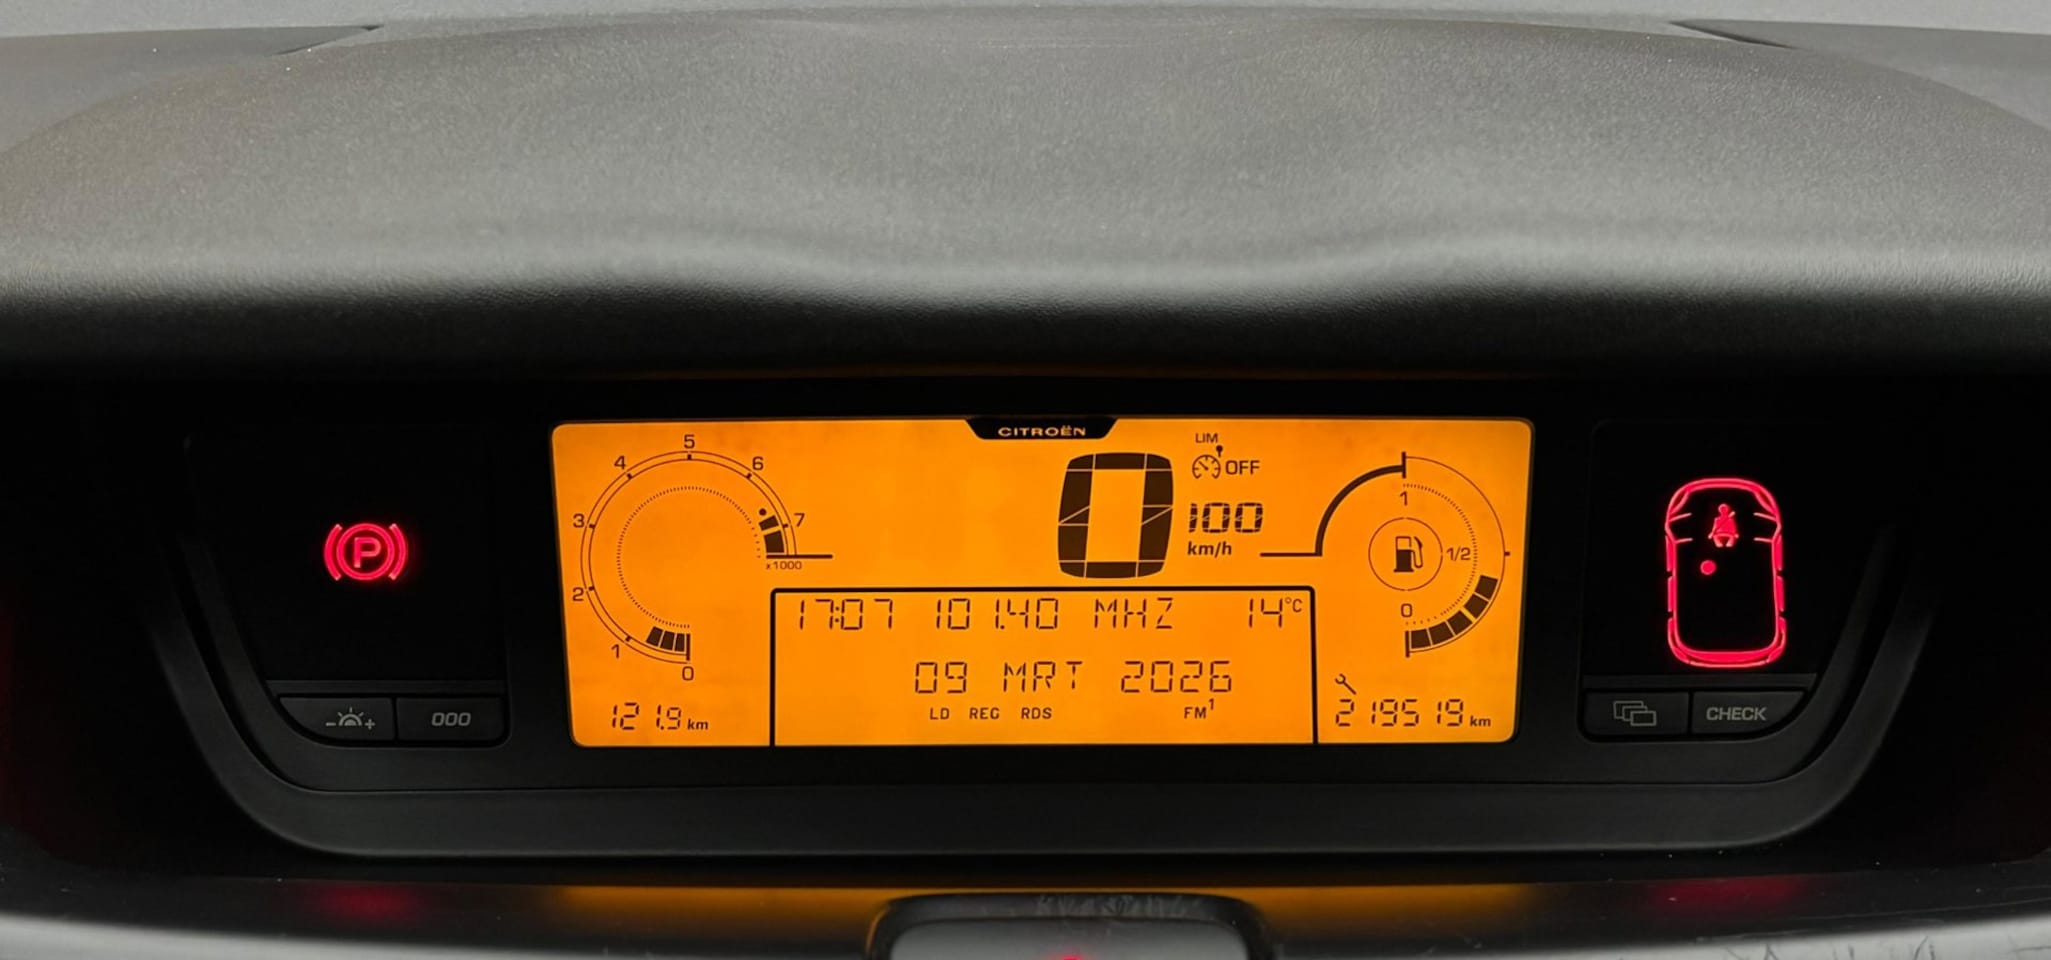 CITROËN
LIM
OFF
0
100
km/h
5
4
6
3
7
x1000
2
1
0
1
1/2
0
17:07 101.40 MHZ 14°C
09 MRT 2026
LD REG RDS FM1
121.9 km
219519 km
P
000
CHECK